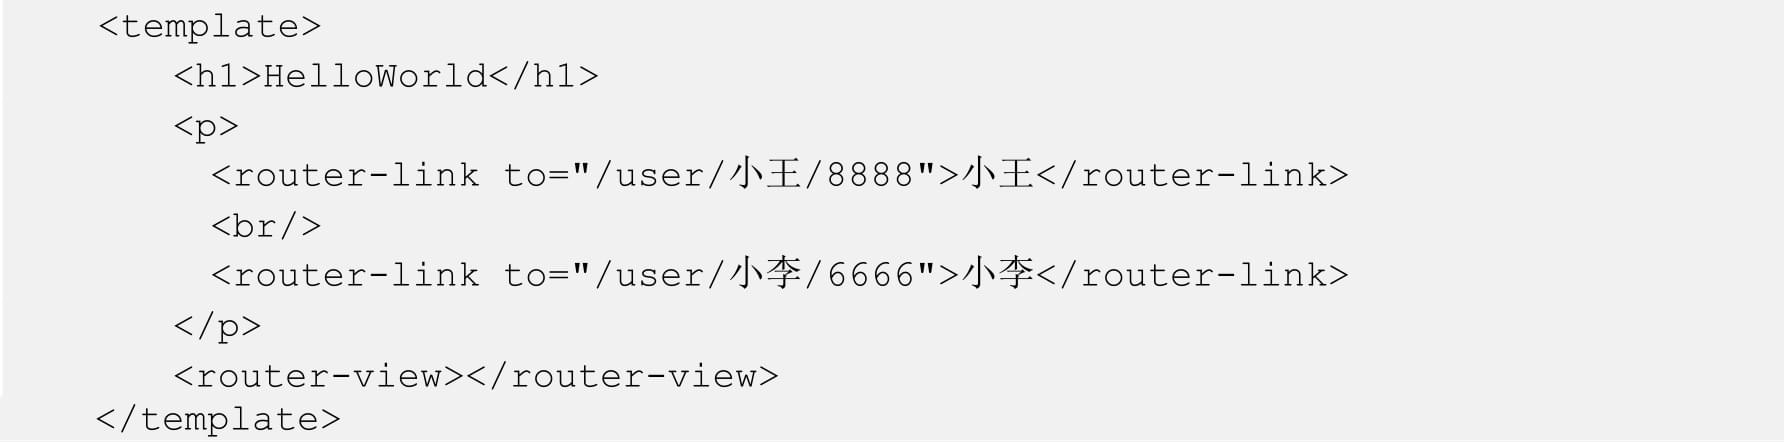 <template>
<h1>HelloWorld</h1>
<p>
<router-link to="/user/小王/8888">小王</router-link>
<br/>
<router-link to="/user/小李/6666">小李</router-link>
</p>
<router-view></router-view>
</template>